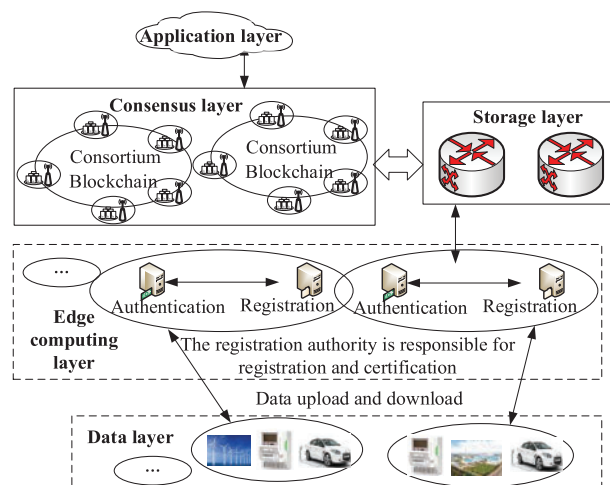 Application layer
Consensus layer
Consortium
Blockchain
Consortium
Blockchain
Storage layer
...
Authentication
Registration
Authentication
Registration
Edge
computing
layer
The registration authority is responsible for
registration and certification
Data upload and download
Data layer
...